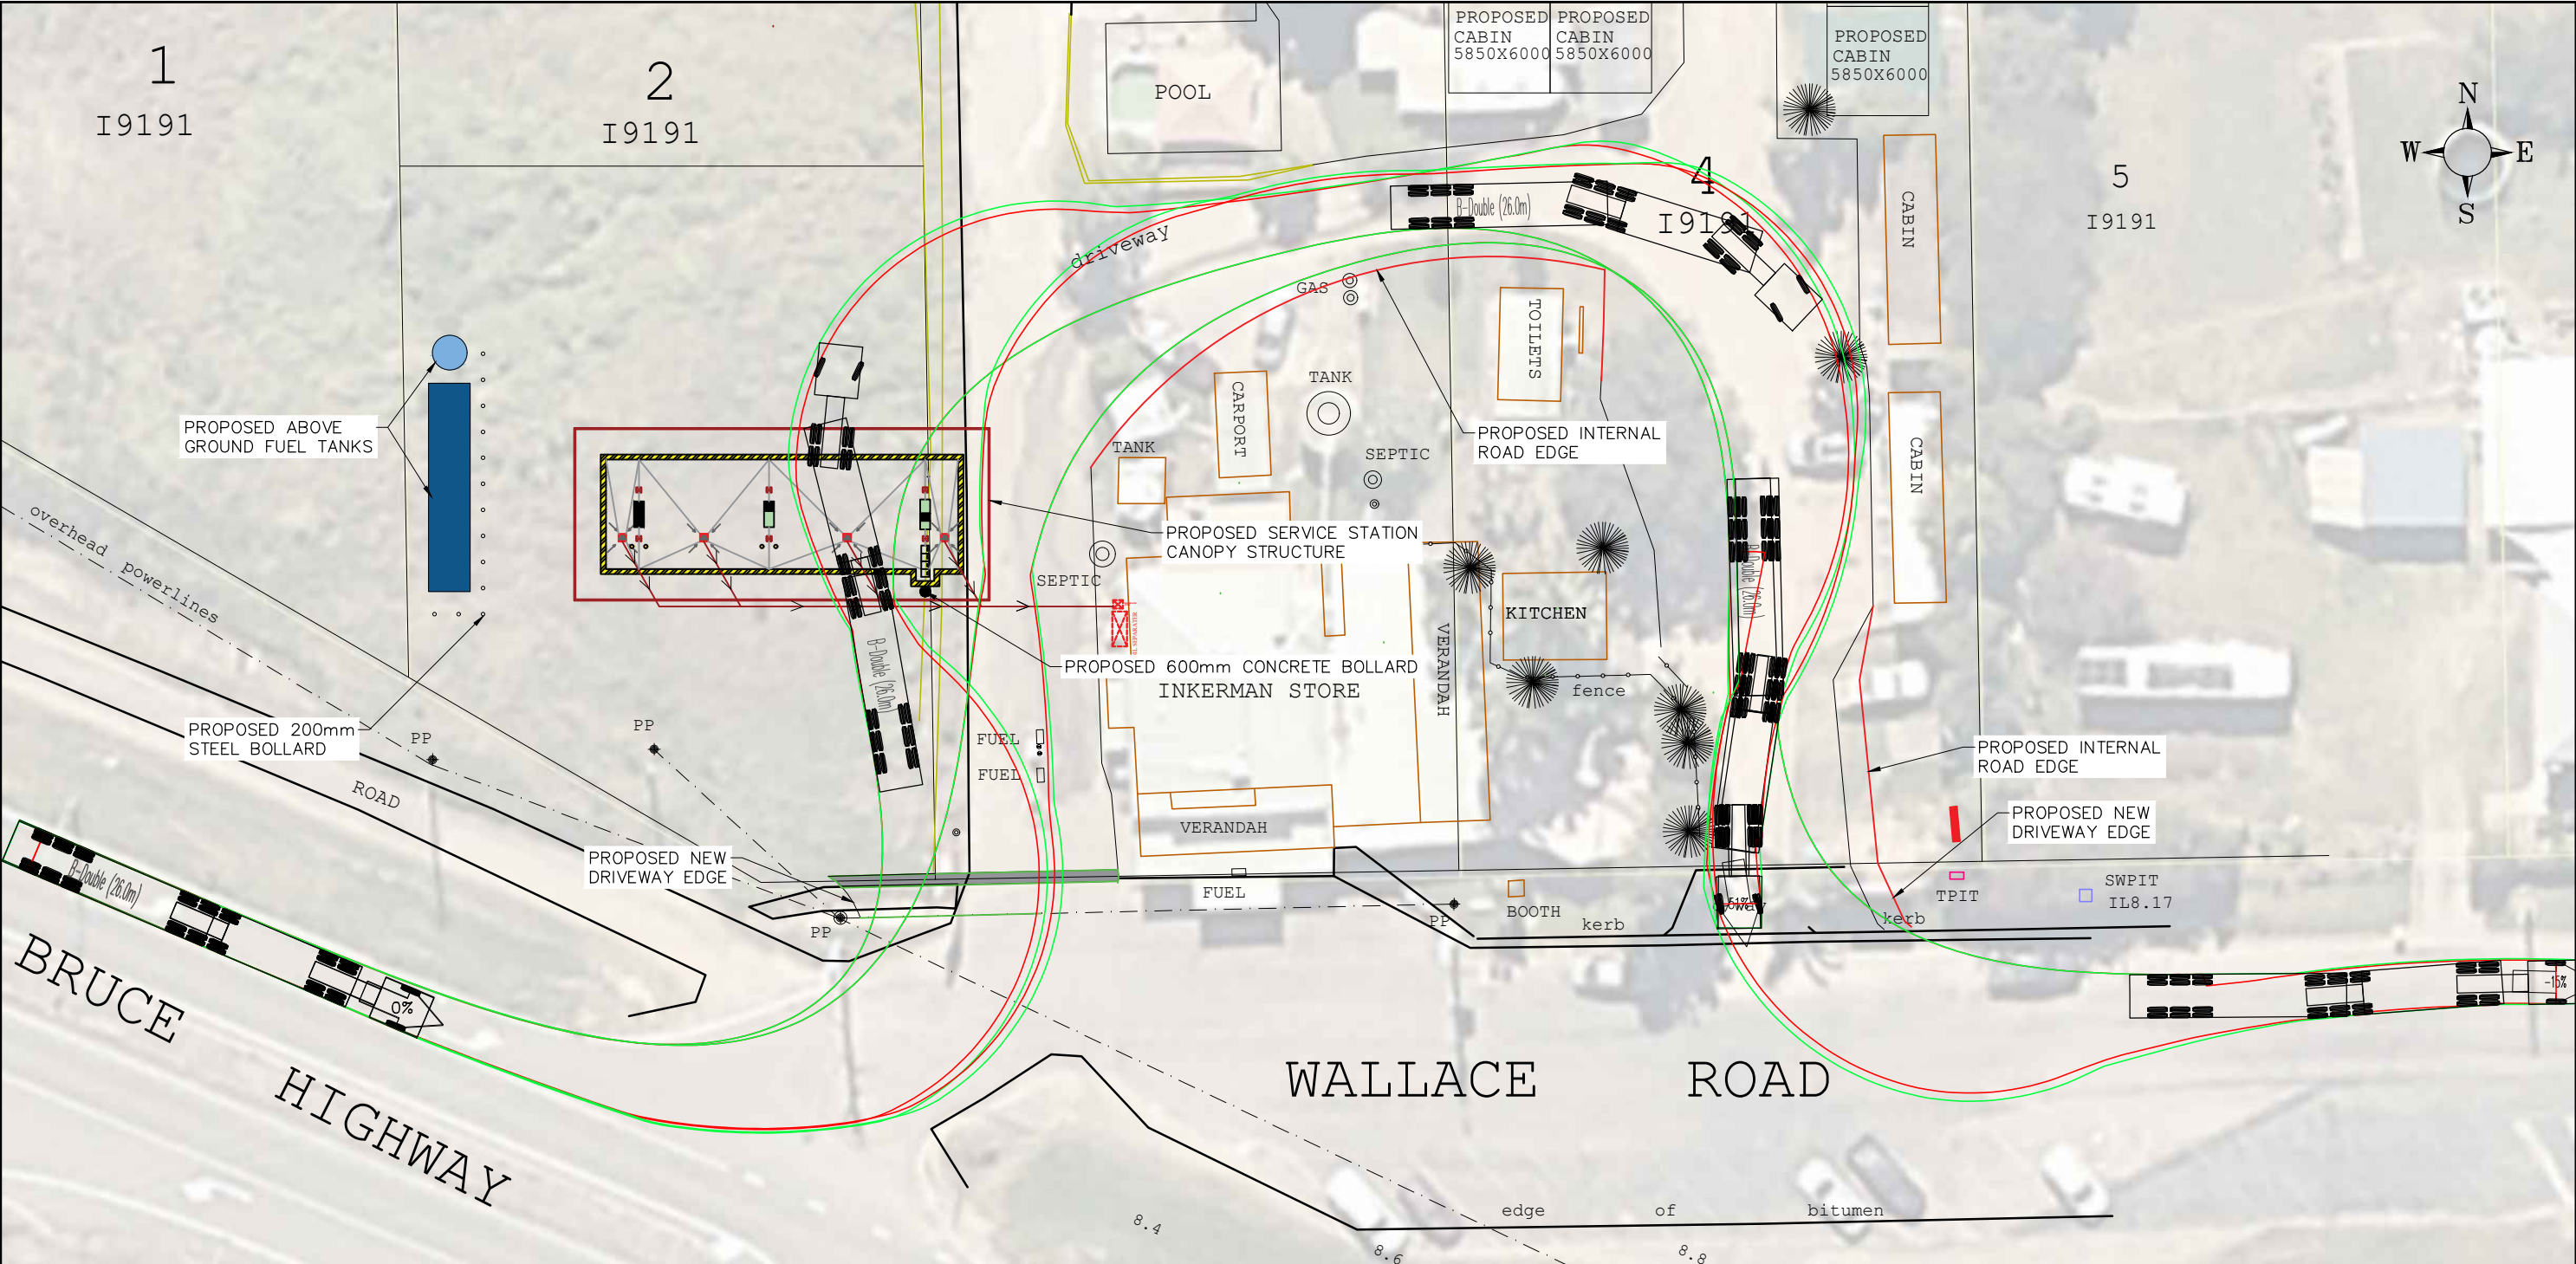 PROPOSED
CABIN
5850X6000
PROPOSED
CABIN
5850X6000
PROPOSED
CABIN
5850X6000
1
I9191
2
I9191
POOL
4
I9191
5
I9191
N
W
E
S
driveway
B-Double (26.0m)
CABIN
GAS
TOILETS
CARPORT
TANK
TANK
SEPTIC
PROPOSED INTERNAL
ROAD EDGE
CABIN
PROPOSED ABOVE
GROUND FUEL TANKS
overhead
powerlines
PROPOSED SERVICE STATION
CANOPY STRUCTURE
SEPTIC
B-Double (26.0m)
KITCHEN
VERANDAH
PROPOSED 600mm CONCRETE BOLLARD
INKERMAN STORE
fence
B-Double (26.0m)
PROPOSED 200mm
STEEL BOLLARD
PP
PP
FUEL
FUEL
PROPOSED INTERNAL
ROAD EDGE
ROAD
VERANDAH
PROPOSED NEW
DRIVEWAY EDGE
PROPOSED NEW
DRIVEWAY EDGE
B-Double (26.0m)
FUEL
BOOTH
TPIT
SWPIT
IL8.17
PP
PP
kerb
kerb
0%
-15%
BRUCE
HIGHWAY
WALLACE ROAD
edge of bitumen
8.4
8.6
8.8